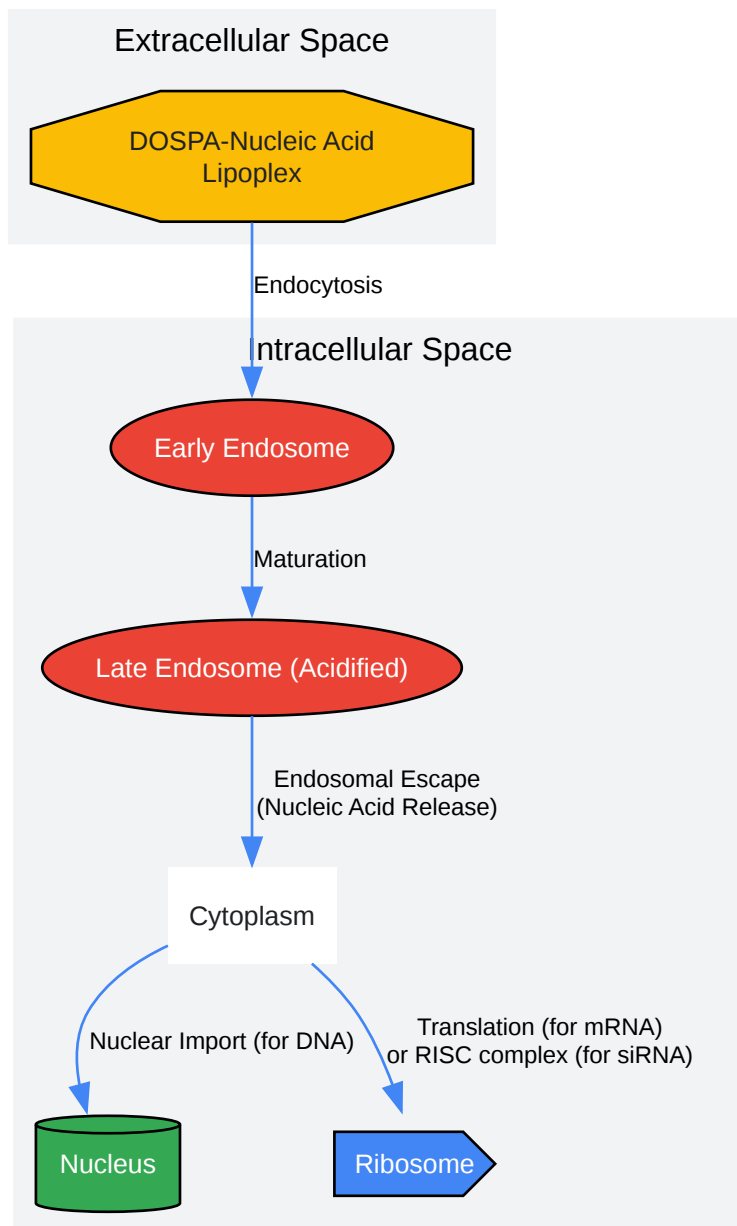 Extracellular Space
DOSPA-Nucleic Acid
Lipoplex
Endocytosis
Intracellular Space
Early Endosome
Maturation
Late Endosome (Acidified)
Endosomal Escape
(Nucleic Acid Release)
Cytoplasm
Nuclear Import (for DNA)
Translation (for mRNA)
or RISC complex (for siRNA)
Nucleus
Ribosome